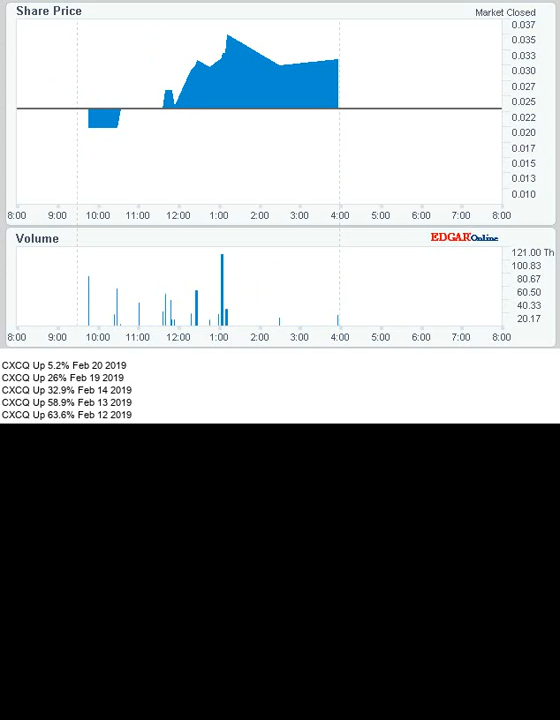 Share Price
Market Closed
0.037
0.035
0.033
0.030
0.027
0.025
0.022
0.020
0.017
0.015
0.013
0.010
8:00 9:00 10:00 11:00 12:00 1:00 2:00 3:00 4:00 5:00 6:00 7:00 8:00
Volume
EDGAROnline
121.00 Th
100.83
80.67
60.50
40.33
20.17
8:00 9:00 10:00 11:00 12:00 1:00 2:00 3:00 4:00 5:00 6:00 7:00 8:00
CXCQ Up 5.2% Feb 20 2019
CXCQ Up 26% Feb 19 2019
CXCQ Up 32.9% Feb 14 2019
CXCQ Up 58.9% Feb 13 2019
CXCQ Up 63.6% Feb 12 2019